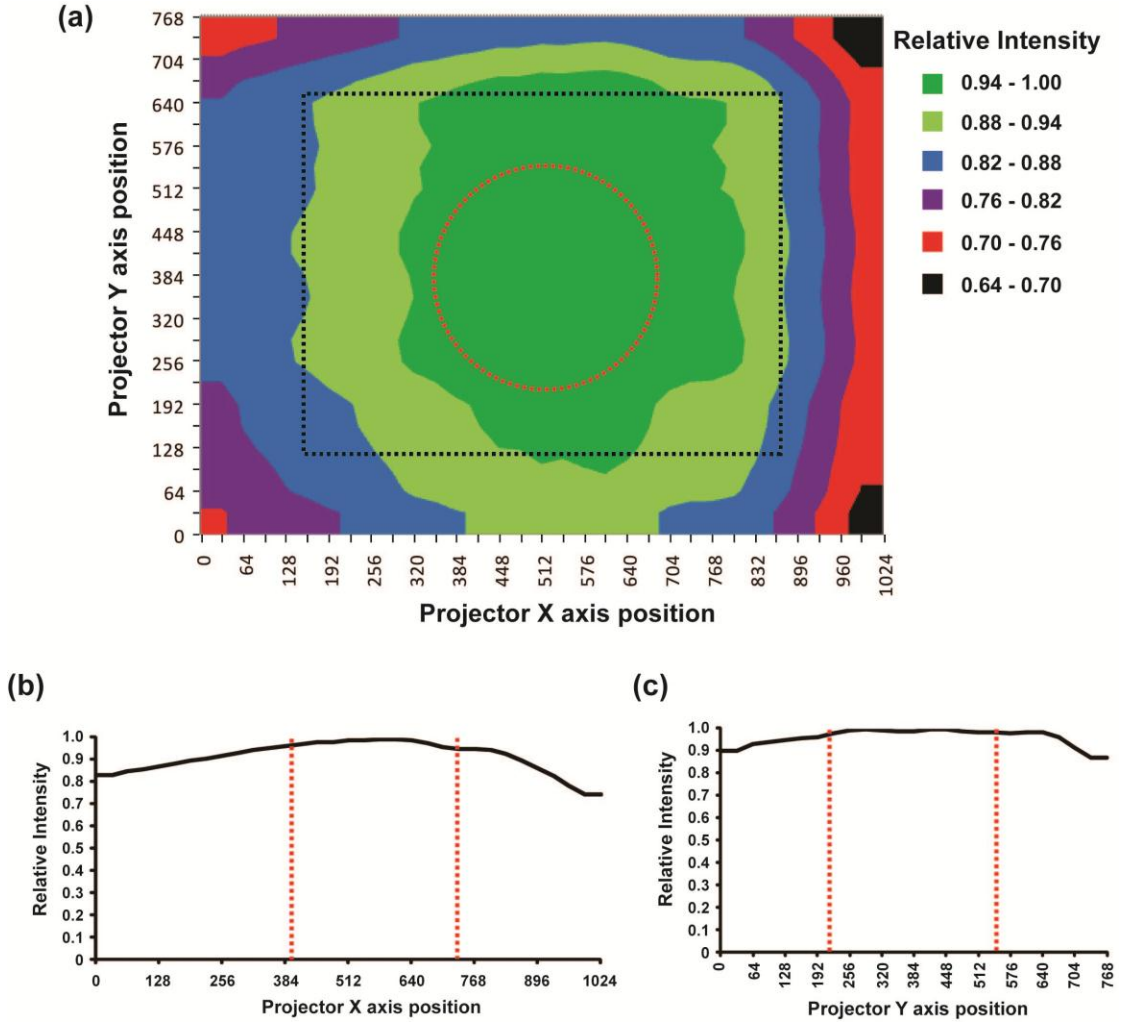 (a)
Projector Y axis position
768
704
640
576
512
448
384
320
256
192
128
64
0
0 64 128 192 256 320 384 448 512 576 640 704 768 832 896 960 1024
Projector X axis position
Relative Intensity
0.94 - 1.00
0.88 - 0.94
0.82 - 0.88
0.76 - 0.82
0.70 - 0.76
0.64 - 0.70
(b)
Relative Intensity
1.0
0.9
0.8
0.7
0.6
0.5
0.4
0.3
0.2
0.1
0
0 128 256 384 512 640 768 896 1024
Projector X axis position
(c)
Relative Intensity
1.0
0.9
0.8
0.7
0.6
0.5
0.4
0.3
0.2
0.1
0
0 64 128 192 256 320 384 448 512 576 640 704 768
Projector Y axis position